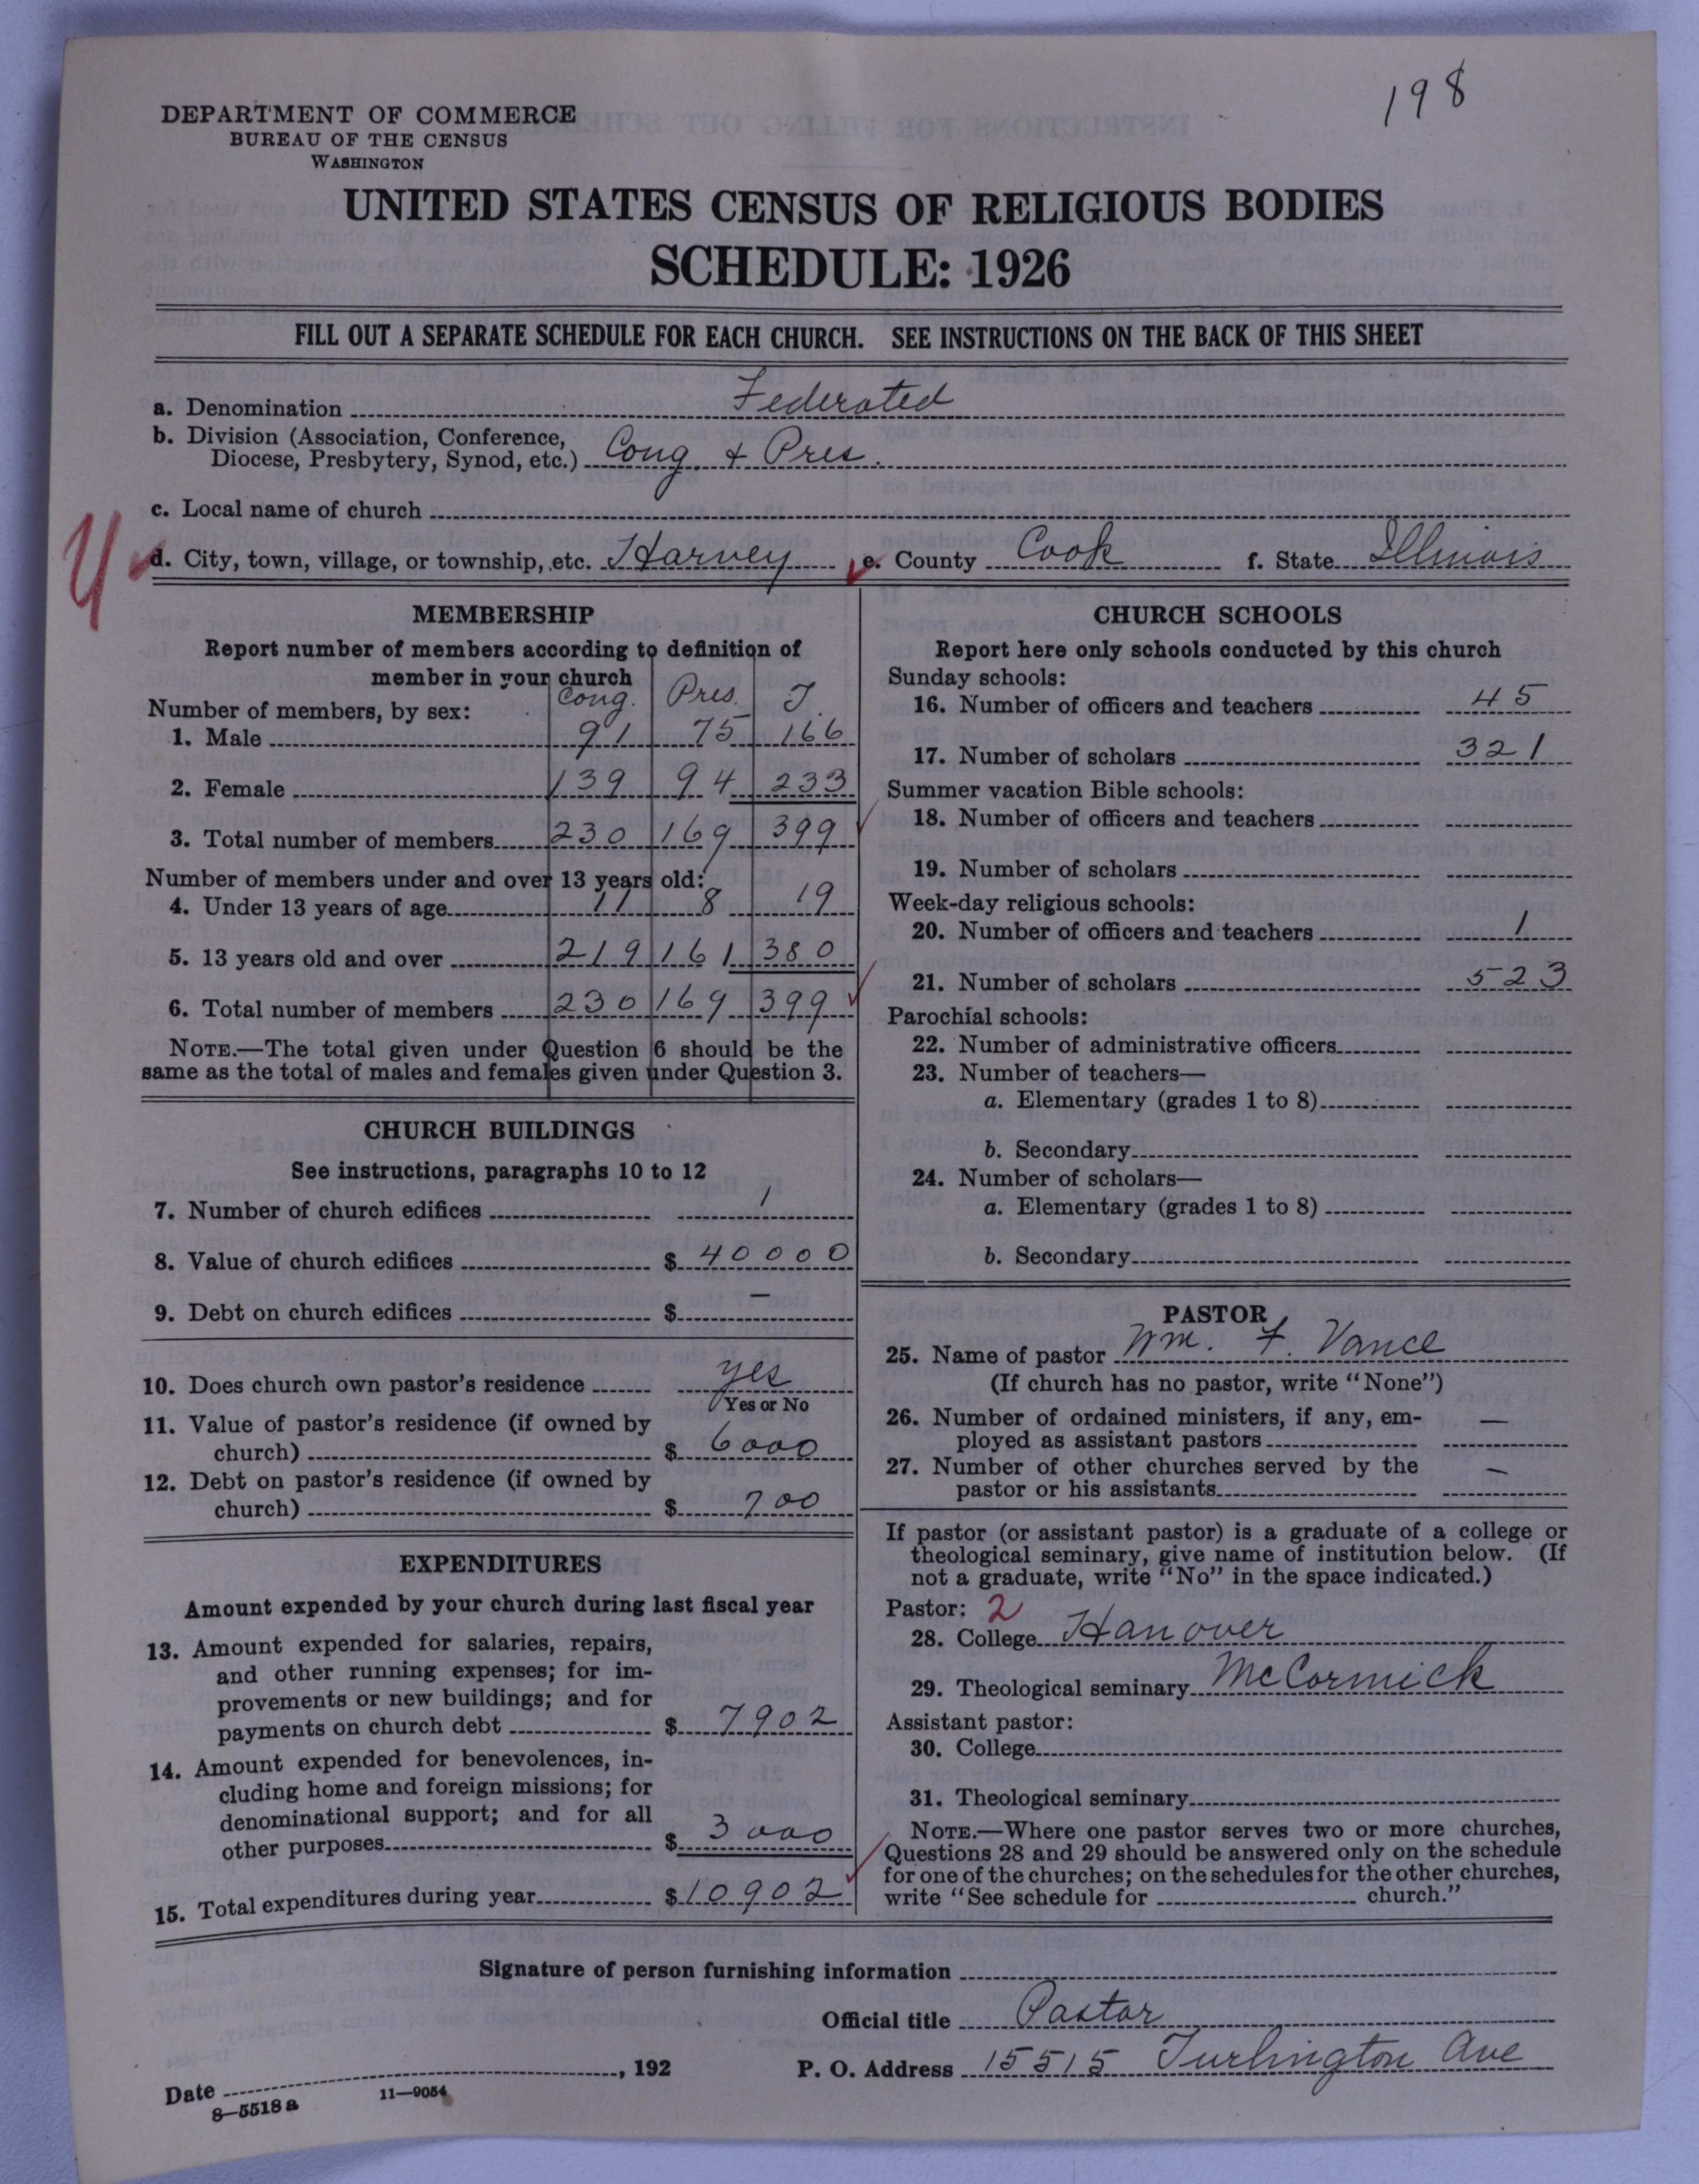 198
DEPARTMENT OF COMMERCE
BUREAU OF THE CENSUS
WASHINGTON
UNITED STATES CENSUS OF RELIGIOUS BODIES
SCHEDULE: 1926
FILL OUT A SEPARATE SCHEDULE FOR EACH CHURCH. SEE INSTRUCTIONS ON THE BACK OF THIS SHEET
a. Denomination Federated
b. Division (Association, Conference,
Diocese, Presbytery, Synod, etc.) Cong. & Pres.
c. Local name of church
d. City, town, village, or township, etc. Harvey e. County Cook f. State Illinois
MEMBERSHIP
Report number of members according to definition of
member in your church
Cong. Pres. T.
Number of members, by sex:
1. Male 91 75 166
2. Female 139 94 233
3. Total number of members 230 169 399
Number of members under and over 13 years old:
4. Under 13 years of age 11 8 19
5. 13 years old and over 219 161 380
6. Total number of members 230 169 399
NOTE.—The total given under Question 6 should be the
same as the total of males and females given under Question 3.
CHURCH BUILDINGS
See instructions, paragraphs 10 to 12
7. Number of church edifices 1
8. Value of church edifices $ 40000
9. Debt on church edifices $ —
10. Does church own pastor's residence yes
Yes or No
11. Value of pastor's residence (if owned by
church) $ 6000
12. Debt on pastor's residence (if owned by
church) $ 700
EXPENDITURES
Amount expended by your church during last fiscal year
13. Amount expended for salaries, repairs,
and other running expenses; for im-
provements or new buildings; and for
payments on church debt $ 7902
14. Amount expended for benevolences, in-
cluding home and foreign missions; for
denominational support; and for all
other purposes $ 3000
15. Total expenditures during year $ 10902
CHURCH SCHOOLS
Report here only schools conducted by this church
Sunday schools:
16. Number of officers and teachers 45
17. Number of scholars 321
Summer vacation Bible schools:
18. Number of officers and teachers
19. Number of scholars
Week-day religious schools:
20. Number of officers and teachers 1
21. Number of scholars 523
Parochial schools:
22. Number of administrative officers
23. Number of teachers—
a. Elementary (grades 1 to 8)
b. Secondary
24. Number of scholars—
a. Elementary (grades 1 to 8)
b. Secondary
PASTOR
25. Name of pastor Wm. F. Vance
(If church has no pastor, write "None")
26. Number of ordained ministers, if any, em-
ployed as assistant pastors —
27. Number of other churches served by the
pastor or his assistants —
If pastor (or assistant pastor) is a graduate of a college or
theological seminary, give name of institution below. (If
not a graduate, write "No" in the space indicated.)
Pastor: 2
28. College Hanover
29. Theological seminary McCormick
Assistant pastor:
30. College
31. Theological seminary
NOTE.—Where one pastor serves two or more churches,
Questions 28 and 29 should be answered only on the schedule
for one of the churches; on the schedules for the other churches,
write "See schedule for church."
Signature of person furnishing information
Official title Pastor
Date , 192 P. O. Address 15515 Turlington Ave
8—5518a 11—9054